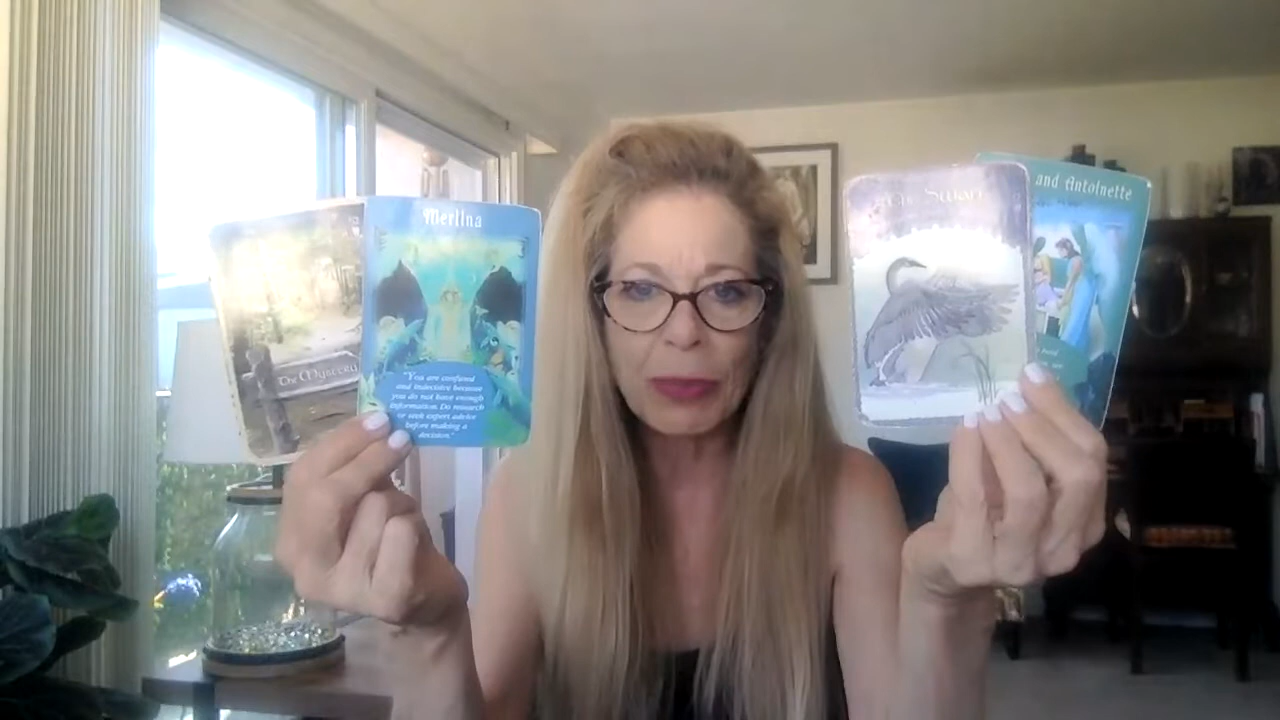 The Mystery
Merlina
"You are confused
and indecisive because
you do not have enough
information. Do research
or seek expert advice
before making a
decision."
The Swan
and Antoinette